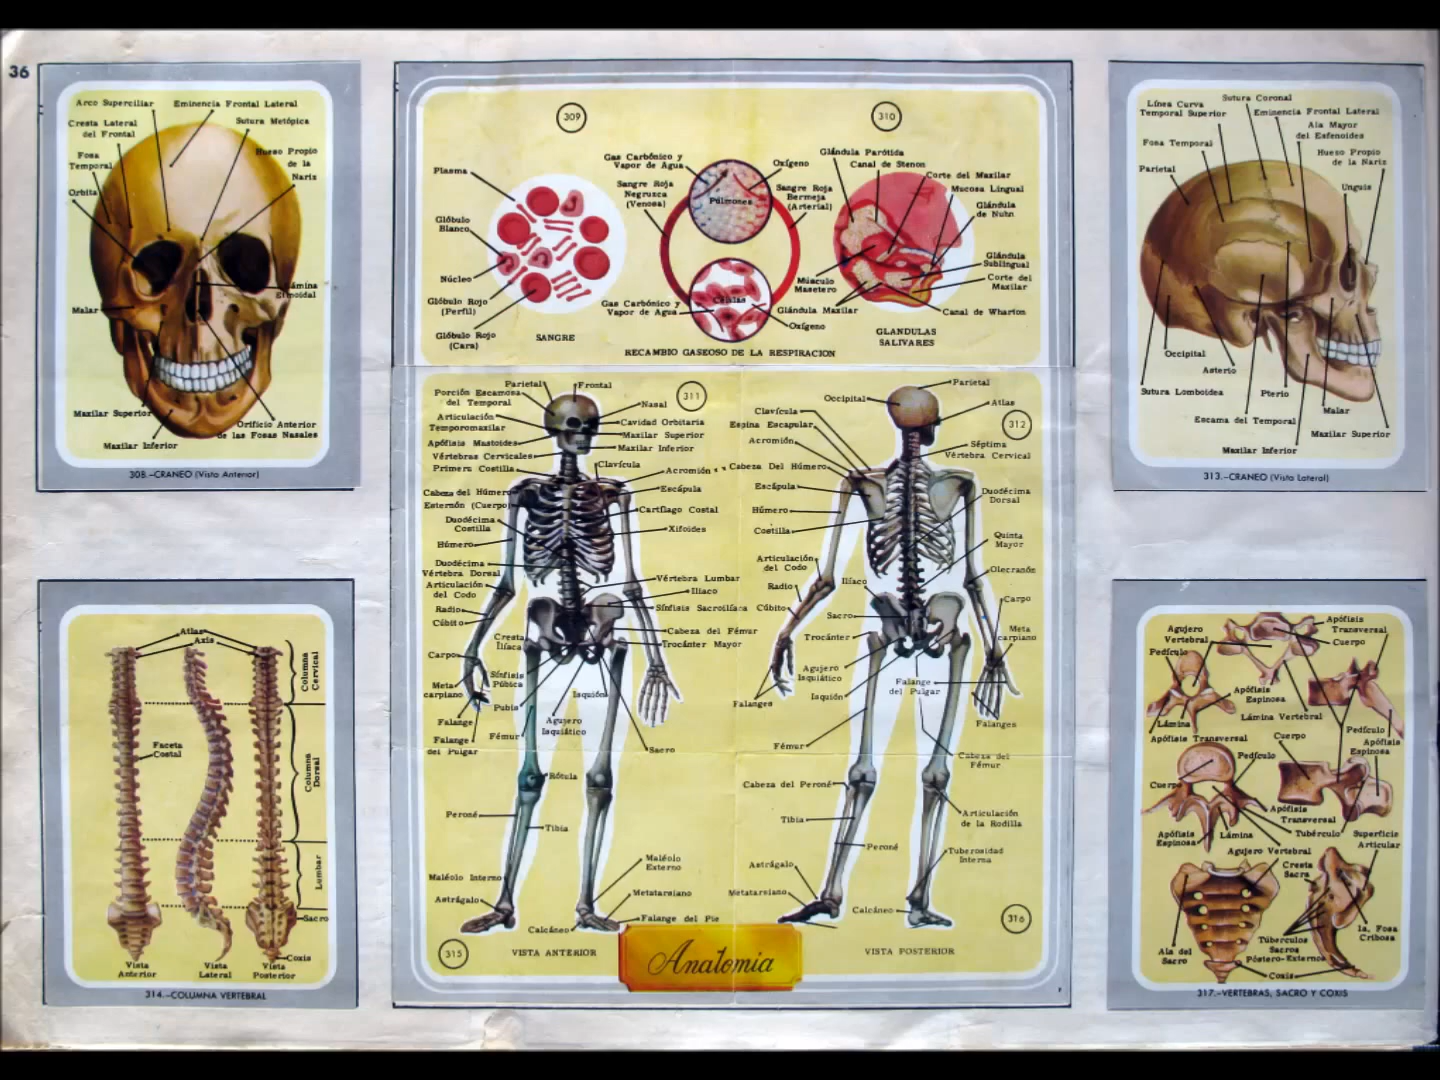 36
Arco Superciliar
Eminencia Frontal Lateral
Cresta Lateral
del Frontal
Sutura Metópica
Fosa
Temporal
Hueso Propio
de la
Nariz
Orbita
Malar
Maxilar Superior
Maxilar Inferior
Orificio Anterior
de las Fosas Nasales
308.-CRANEO (Vista Anterior)
309
Plasma
Glóbulo
Blanco
Núcleo
Glóbulo Rojo
(Perfil)
Glóbulo Rojo
(Cara)
SANGRE
Gas Carbónico y
Vapor de Agua
Oxígeno
Sangre Roja
Negruzca
(Venosa)
Pulmones
Sangre Roja
Bermeja
(Arterial)
Gas Carbónico y
Vapor de Agua
Células
Oxígeno
RECAMBIO GASEOSO DE LA RESPIRACION
310
Glándula Parótida
Canal de Stenon
Corte del Maxilar
Mucosa Lingual
Glándula
de Nuhn
Glándula
Sublingual
Corte del
Maxilar
Músculo
Masetero
Glándula Maxilar
Canal de Wharton
GLANDULAS
SALIVARES
Línea Curva
Temporal Superior
Sutura Coronal
Eminencia Frontal Lateral
Ala Mayor
del Esfenoides
Fosa Temporal
Hueso Propio
de la Nariz
Parietal
Unguis
Occipital
Asterio
Sutura Lomboidea
Pterio
Escama del Temporal
Malar
Maxilar Superior
Maxilar Inferior
313.-CRANEO (Vista Lateral)
311
Parietal
Frontal
Porción Escamosa
del Temporal
Nasal
Articulación
Temporomaxilar
Cavidad Orbitaria
Maxilar Superior
Apófisis Mastoides
Maxilar Inferior
Vértebras Cervicales
Primera Costilla
Clavícula
Acromión
Cabeza del Húmero
Escápula
Esternón (Cuerpo)
Cartílago Costal
Duodécima
Costilla
Xifoides
Húmero
Duodécima
Vértebra Dorsal
Vértebra Lumbar
Articulación
del Codo
Iliaco
Radio
Sínfisis Sacroilíaca
Cúbito
Cabeza del Fémur
Cresta
Ilíaca
Trocánter Mayor
Carpo
Sínfisis
Púbica
Meta
carpiano
Isquión
Pubis
Falange
Agujero
Isquiático
Fémur
Falange
del Pulgar
Sacro
Rótula
Peroné
Tibia
Maléolo
Externo
Maléolo Interno
Metatarsiano
Astrágalo
Falange del Pie
Calcáneo
315
VISTA ANTERIOR
312
Parietal
Occipital
Atlas
Clavícula
Espina Escapular
Acromión
Séptima
Vértebra Cervical
Cabeza Del Húmero
Escápula
Duodécima
Dorsal
Húmero
Costilla
Quinta
Mayor
Articulación
del Codo
Olecranón
Ilíaco
Radio
Carpo
Cúbito
Sacro
Meta
carpiano
Trocánter
Agujero
Isquiático
Falange
del Pulgar
Isquión
Falanges
Falanges
Fémur
Cabeza del
Fémur
Cabeza del Peroné
Tibia
Articulación
de la Rodilla
Peroné
Tuberosidad
Interna
Astrágalo
Metatarsiano
Calcáneo
316
VISTA POSTERIOR
Anatomía
Atlas
Axis
Columna
Cervical
Faceta
Costal
Columna
Dorsal
Lumbar
Sacro
Coxis
Vista
Anterior
Vista
Lateral
Vista
Posterior
314.-COLUMNA VERTEBRAL
Agujero
Vertebral
Apófisis
Transversal
Cuerpo
Pedículo
Apófisis
Espinosa
Lámina
Lámina Vertebral
Apófisis Transversal
Cuerpo
Pedículo
Apófisis
Espinosa
Pedículo
Cuerpo
Apófisis
Transversal
Apófisis
Espinosa
Lámina
Tubérculo
Superficie
Articular
Agujero Vertebral
Cresta
Sacra
Ala del
Sacro
Túberculos
Sacros
Póstero-Externos
1a, Fosa
Cribosa
Coxis
317.-VERTEBRAS, SACRO Y COXIS